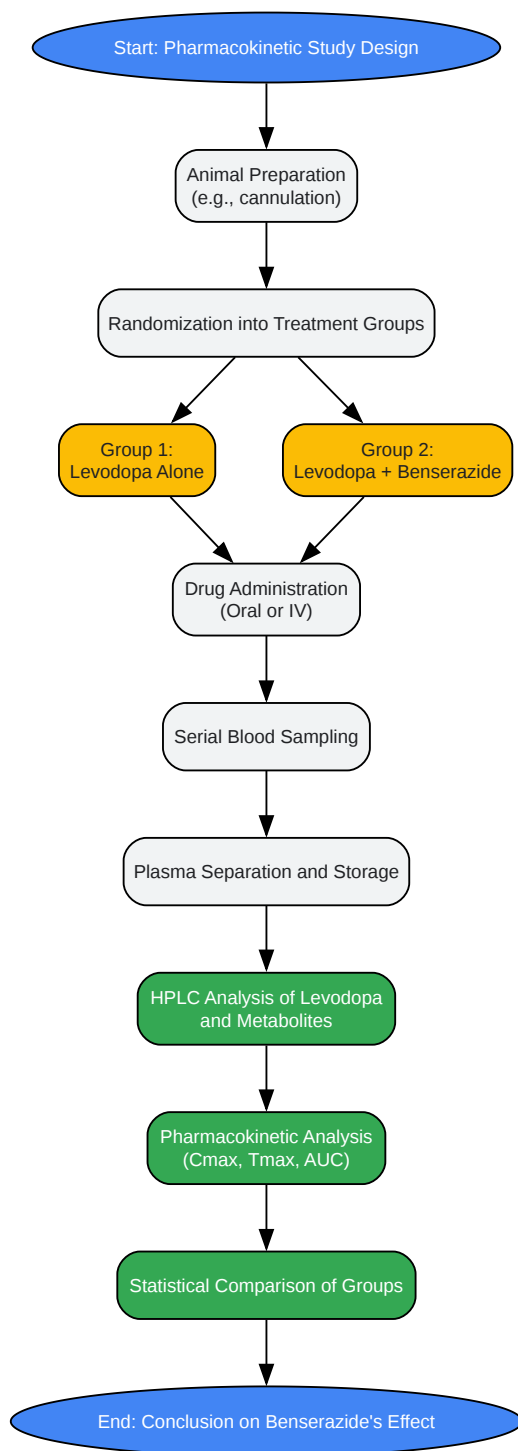 Start: Pharmacokinetic Study Design
Animal Preparation
(e.g., cannulation)
Randomization into Treatment Groups
Group 1:
Levodopa Alone
Group 2:
Levodopa + Benserazide
Drug Administration
(Oral or IV)
Serial Blood Sampling
Plasma Separation and Storage
HPLC Analysis of Levodopa
and Metabolites
Pharmacokinetic Analysis
(Cmax, Tmax, AUC)
Statistical Comparison of Groups
End: Conclusion on Benserazide's Effect